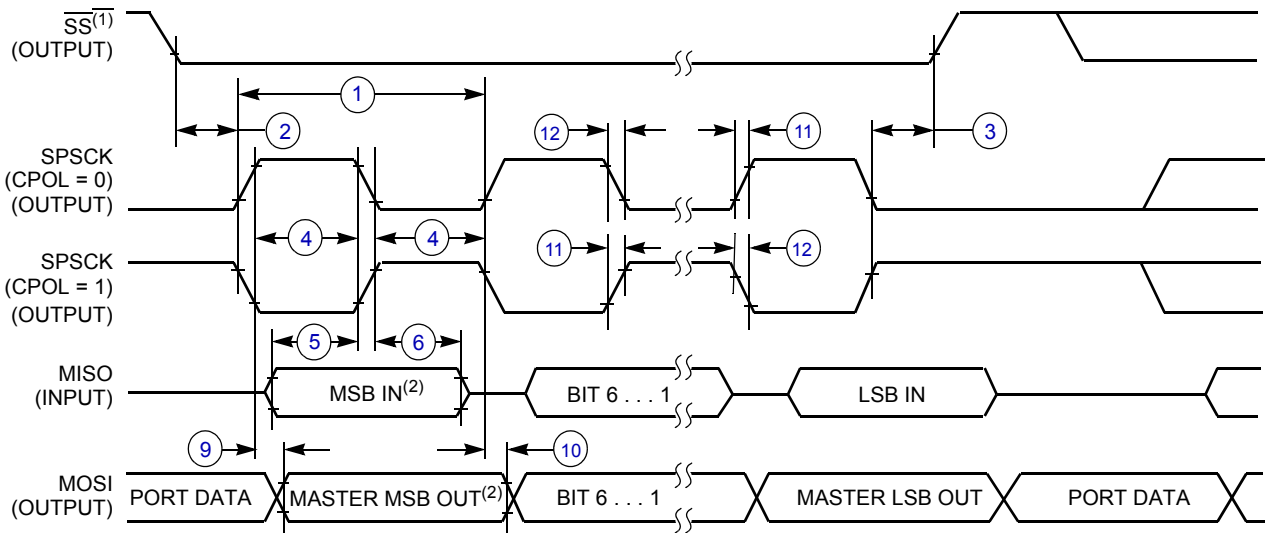 SS(1)
(OUTPUT)
1
2
12
11
3
SPSCK
(CPOL = 0)
(OUTPUT)
4
4
SPSCK
(CPOL = 1)
(OUTPUT)
11
12
5
6
MISO
(INPUT)
MSB IN(2)
BIT 6 . . . 1
LSB IN
9
10
MOSI
(OUTPUT)
PORT DATA
MASTER MSB OUT(2)
BIT 6 . . . 1
MASTER LSB OUT
PORT DATA